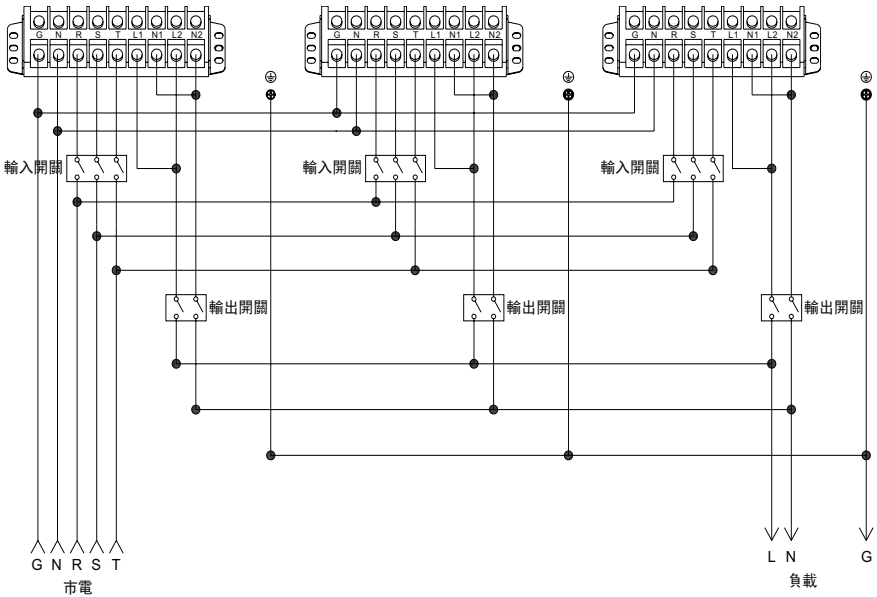 G N R S T L1 N1 L2 N2
G N R S T L1 N1 L2 N2
G N R S T L1 N1 L2 N2
輸入開關
輸入開關
輸入開關
輸出開關
輸出開關
輸出開關
G N R S T
L N
G
市電
負載